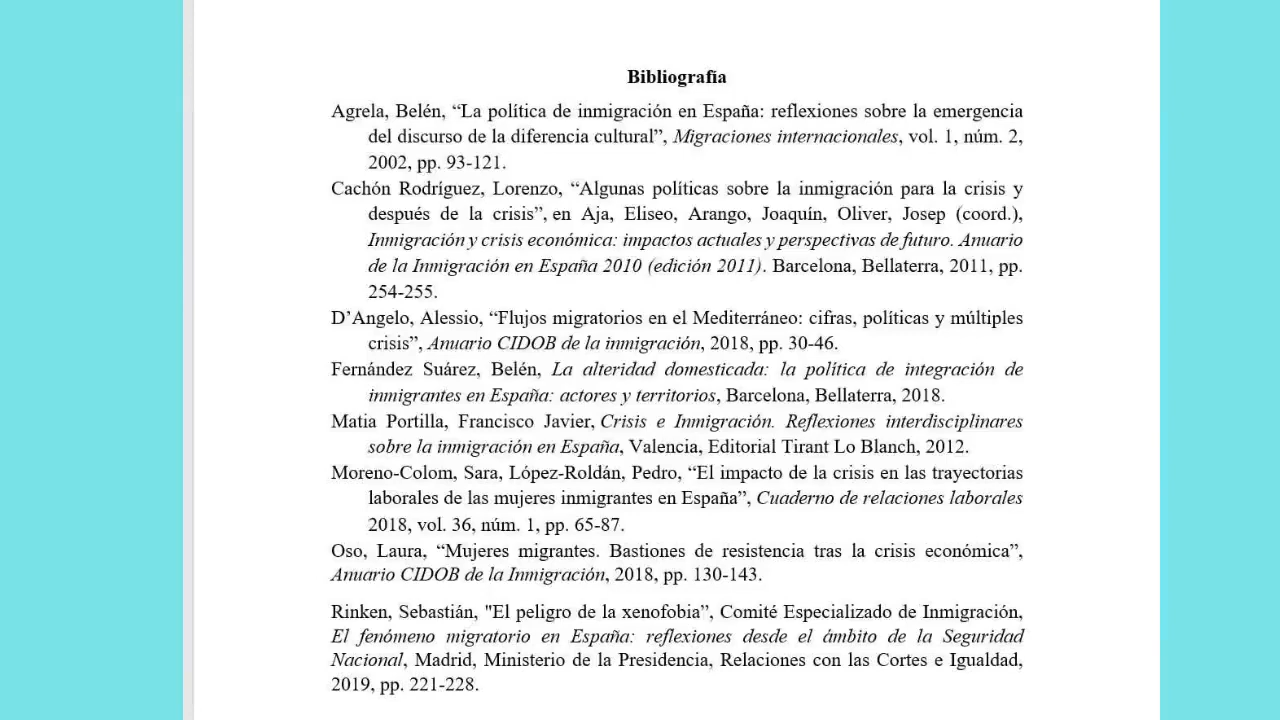 Bibliografía
Agrela, Belén, “La política de inmigración en España: reflexiones sobre la emergencia
del discurso de la diferencia cultural”, Migraciones internacionales, vol. 1, núm. 2,
2002, pp. 93-121.
Cachón Rodríguez, Lorenzo, “Algunas políticas sobre la inmigración para la crisis y
después de la crisis”, en Aja, Eliseo, Arango, Joaquín, Oliver, Josep (coord.),
Inmigración y crisis económica: impactos actuales y perspectivas de futuro. Anuario
de la Inmigración en España 2010 (edición 2011). Barcelona, Bellaterra, 2011, pp.
254-255.
D’Angelo, Alessio, “Flujos migratorios en el Mediterráneo: cifras, políticas y múltiples
crisis”, Anuario CIDOB de la inmigración, 2018, pp. 30-46.
Fernández Suárez, Belén, La alteridad domesticada: la política de integración de
inmigrantes en España: actores y territorios, Barcelona, Bellaterra, 2018.
Matia Portilla, Francisco Javier, Crisis e Inmigración. Reflexiones interdisciplinares
sobre la inmigración en España, Valencia, Editorial Tirant Lo Blanch, 2012.
Moreno-Colom, Sara, López-Roldán, Pedro, “El impacto de la crisis en las trayectorias
laborales de las mujeres inmigrantes en España”, Cuaderno de relaciones laborales
2018, vol. 36, núm. 1, pp. 65-87.
Oso, Laura, “Mujeres migrantes. Bastiones de resistencia tras la crisis económica”,
Anuario CIDOB de la Inmigración, 2018, pp. 130-143.
Rinken, Sebastián, "El peligro de la xenofobia”, Comité Especializado de Inmigración,
El fenómeno migratorio en España: reflexiones desde el ámbito de la Seguridad
Nacional, Madrid, Ministerio de la Presidencia, Relaciones con las Cortes e Igualdad,
2019, pp. 221-228.